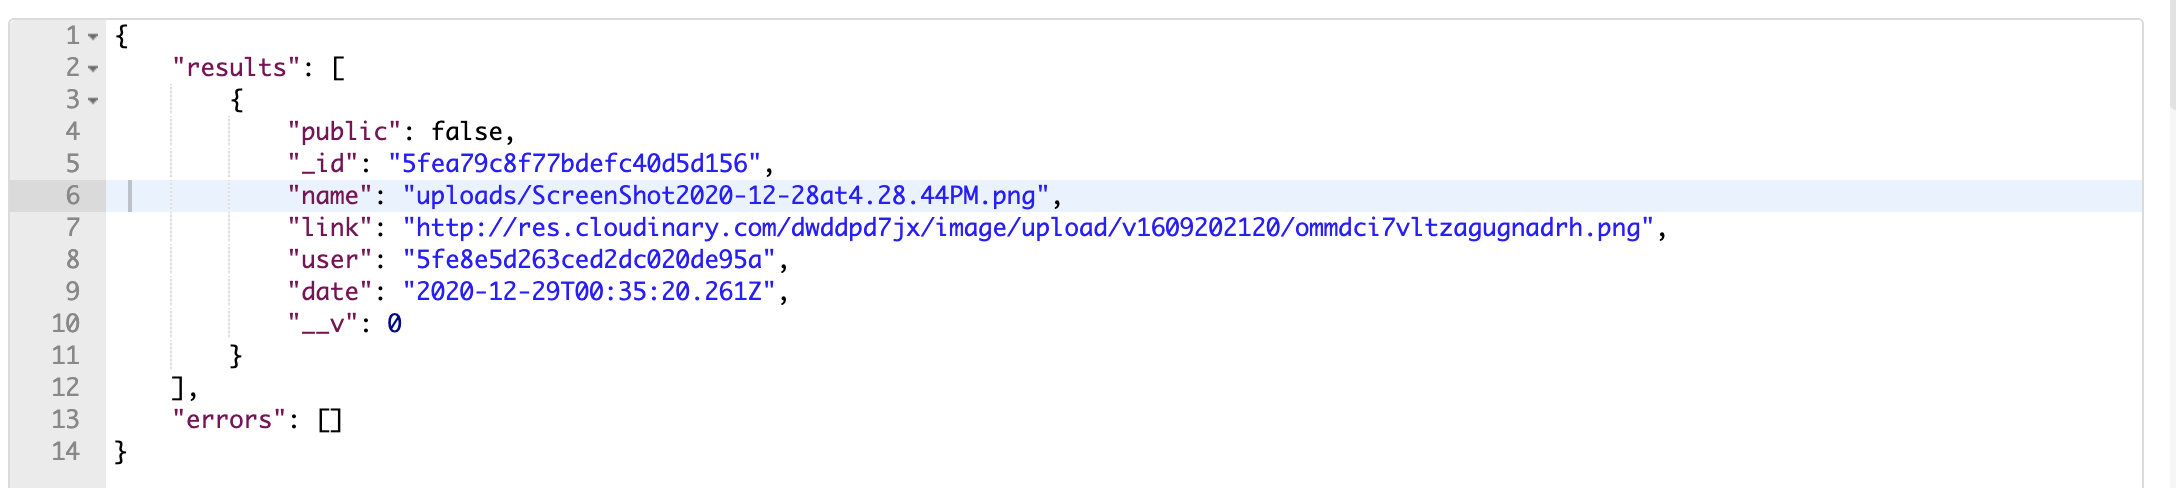 1 {
2 "results": [
3 {
4 "public": false,
5 "_id": "5fea79c8f77bdefc40d5d156",
6 "name": "uploads/ScreenShot2020-12-28at4.28.44PM.png",
7 "link": "http://res.cloudinary.com/dwddpd7jx/image/upload/v1609202120/ommdci7vltzagugnadrh.png",
8 "user": "5fe8e5d263ced2dc020de95a",
9 "date": "2020-12-29T00:35:20.261Z",
10 "__v": 0
11 }
12 ],
13 "errors": []
14 }